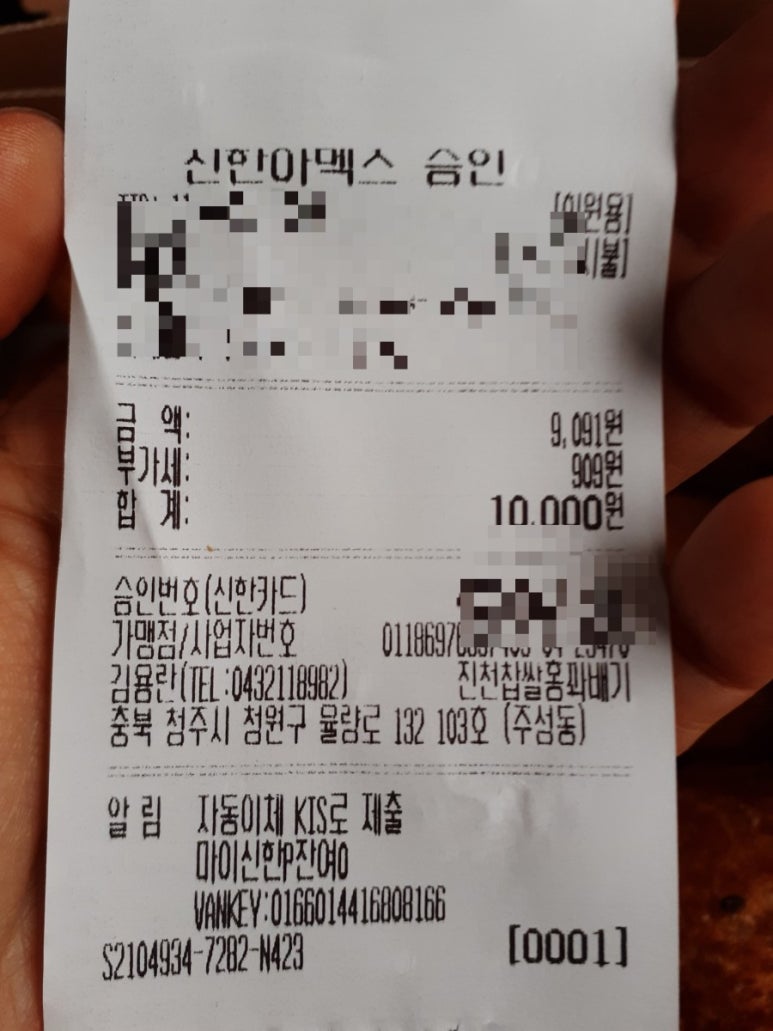 신한아멕스 승인
[회원용]
금 액: 9,091원
부가세: 909원
합 계: 10,000원
승인번호(신한카드)
가맹점/사업자번호
김용란(TEL:0432118982) 진천찹쌀홈꽈배기
충북 청주시 청원구 율량로 132 103호 (주성동)
알 림 자동이체 KIS로 제출
마이신한P잔여0
VANKEY:0166014416808166
S2104934-7282-N423 [0001]